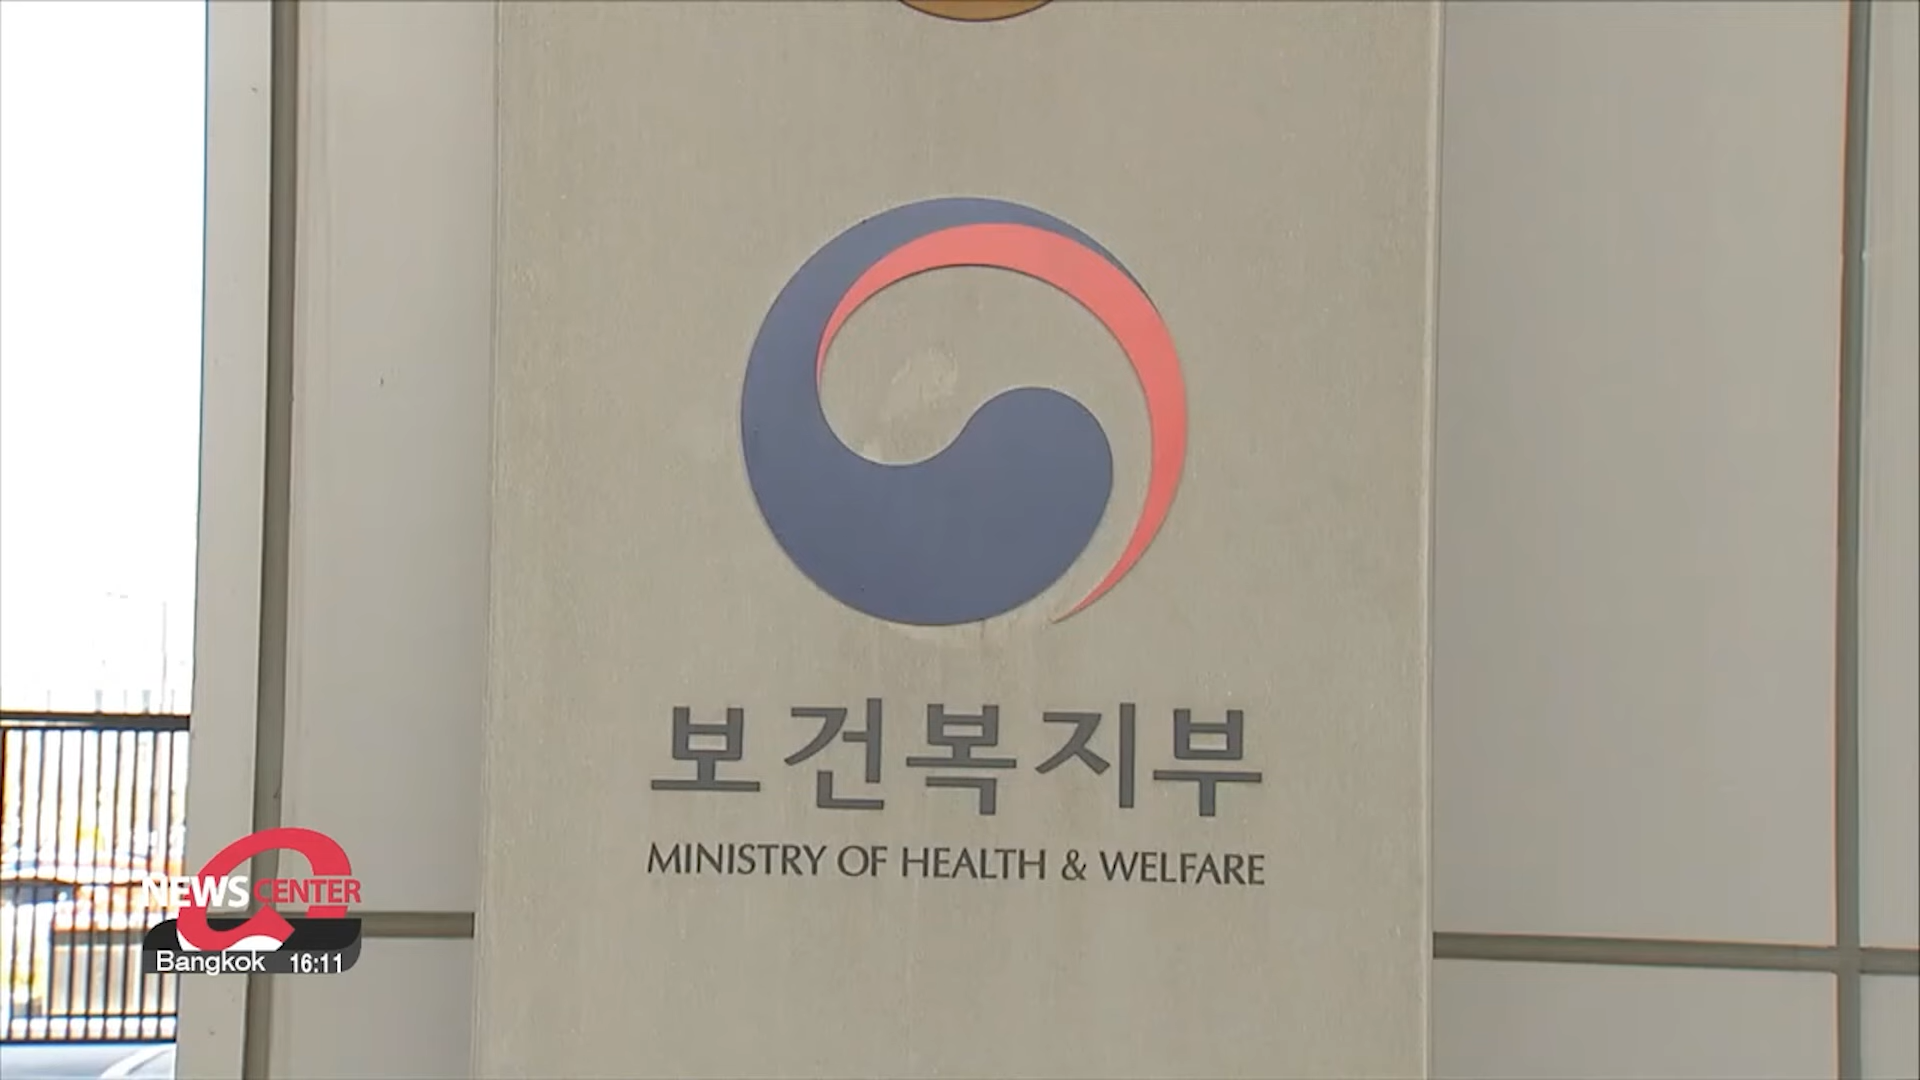 보건복지부
MINISTRY OF HEALTH & WELFARE
NEWS CENTER
Bangkok 16:11